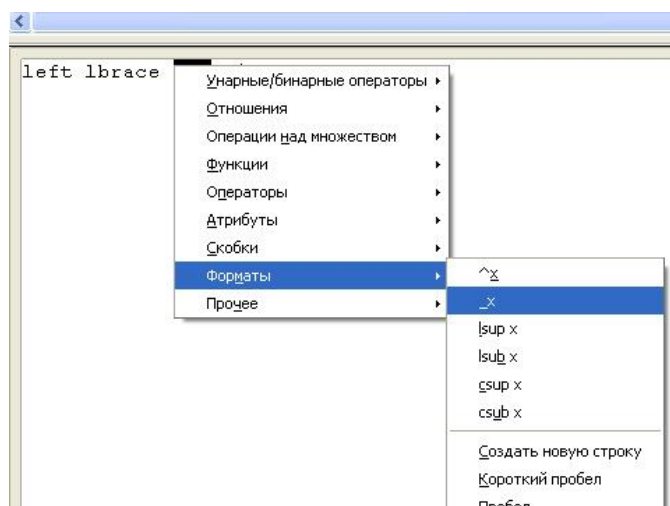 left lbrace
Унарные/бинарные операторы
Отношения
Операции над множеством
Функции
Операторы
Атрибуты
Скобки
Форматы
Прочее
^x
_x
lsup x
lsub x
csup x
csub x
Создать новую строку
Короткий пробел
Пробел